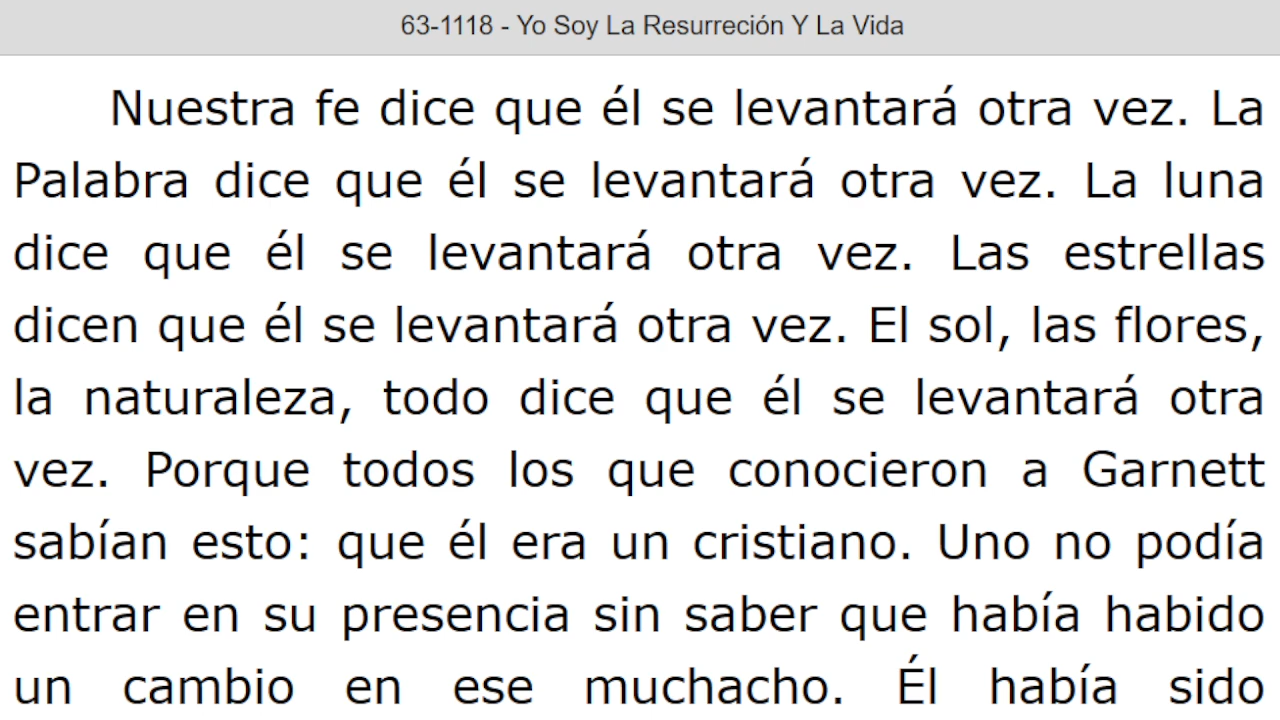 63-1118 - Yo Soy La Resurreción Y La Vida
Nuestra fe dice que él se levantará otra vez. La
Palabra dice que él se levantará otra vez. La luna
dice que él se levantará otra vez. Las estrellas
dicen que él se levantará otra vez. El sol, las flores,
la naturaleza, todo dice que él se levantará otra
vez. Porque todos los que conocieron a Garnett
sabían esto: que él era un cristiano. Uno no podía
entrar en su presencia sin saber que había habido
un cambio en ese muchacho. Él había sido